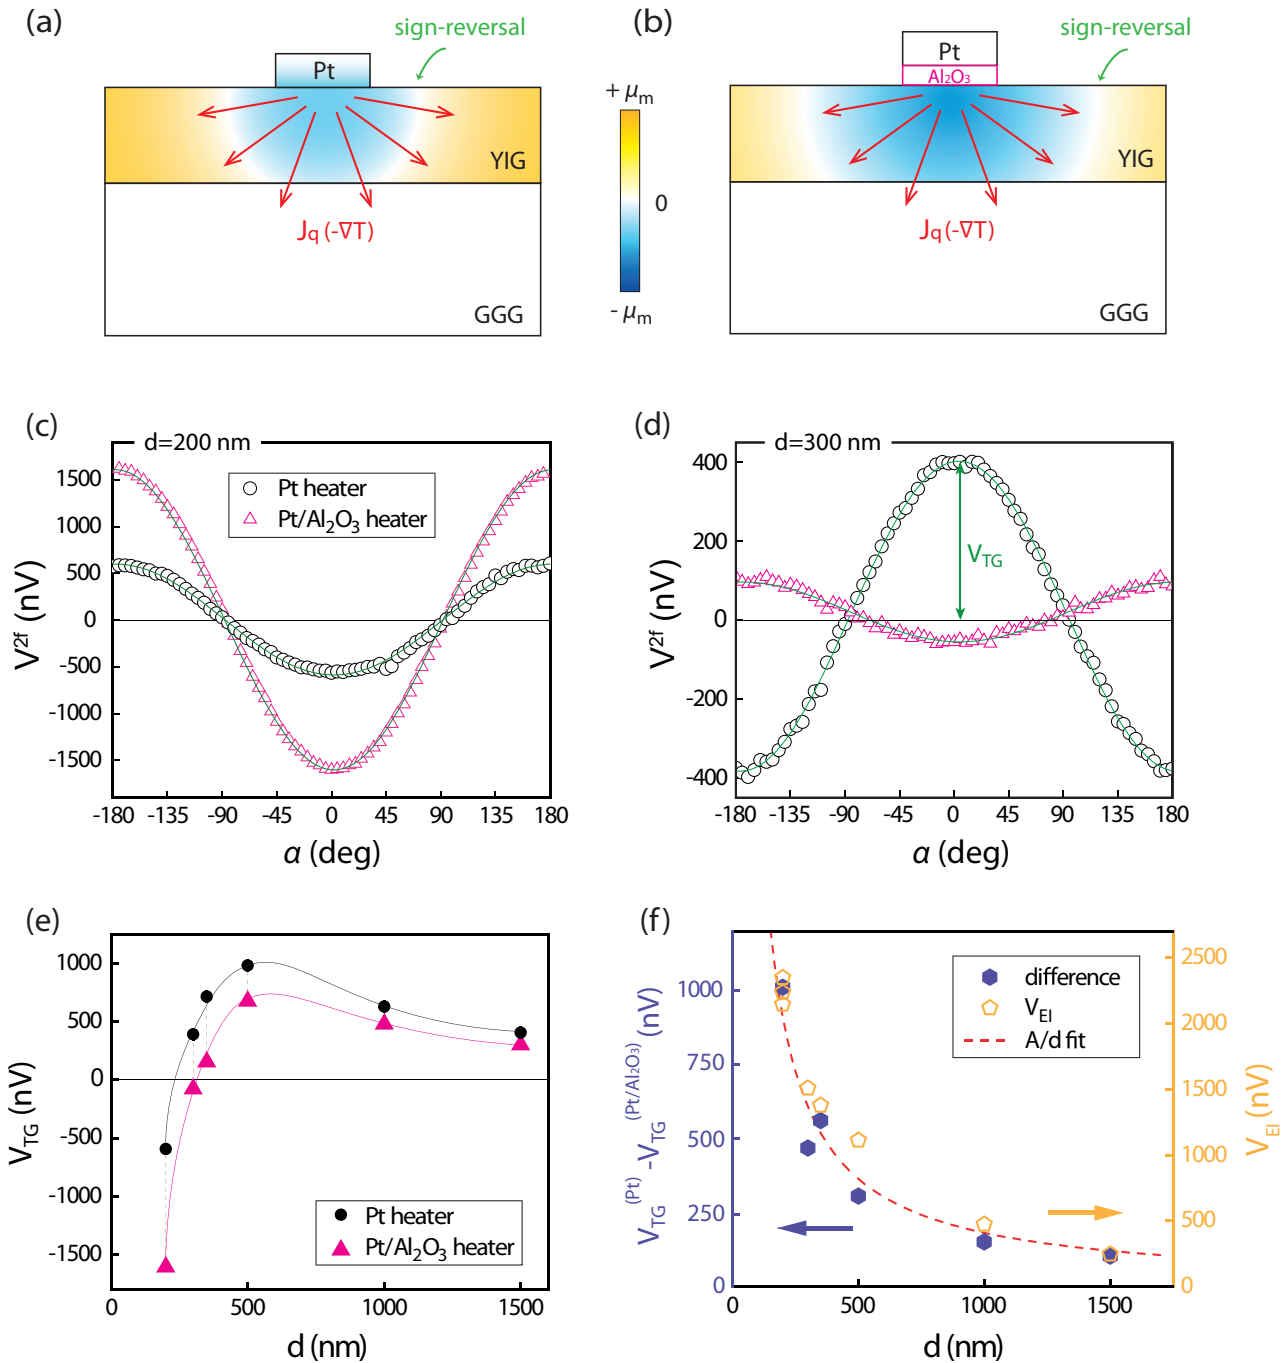 (a)
sign-reversal
Pt
YIG
Jq (-∇T)
GGG
+ μm
0
- μm
(b)
sign-reversal
Pt
Al2O3
YIG
Jq (-∇T)
GGG
(c)
d=200 nm
Pt heater
Pt/Al2O3 heater
V2f (nV)
1500
1000
500
0
-500
-1000
-1500
-180 -135 -90 -45 0 45 90 135 180
α (deg)
(d)
d=300 nm
VTG
V2f (nV)
400
200
0
-200
-400
-180 -135 -90 -45 0 45 90 135 180
α (deg)
(e)
VTG (nV)
1000
500
0
-500
-1000
-1500
Pt heater
Pt/Al2O3 heater
0 500 1000 1500
d (nm)
(f)
VTG(Pt) -VTG(Pt/Al2O3) (nV)
1000
750
500
250
0
difference
VEI
A/d fit
2500
2000
1500
1000
500
0
VEI (nV)
0 500 1000 1500
d (nm)